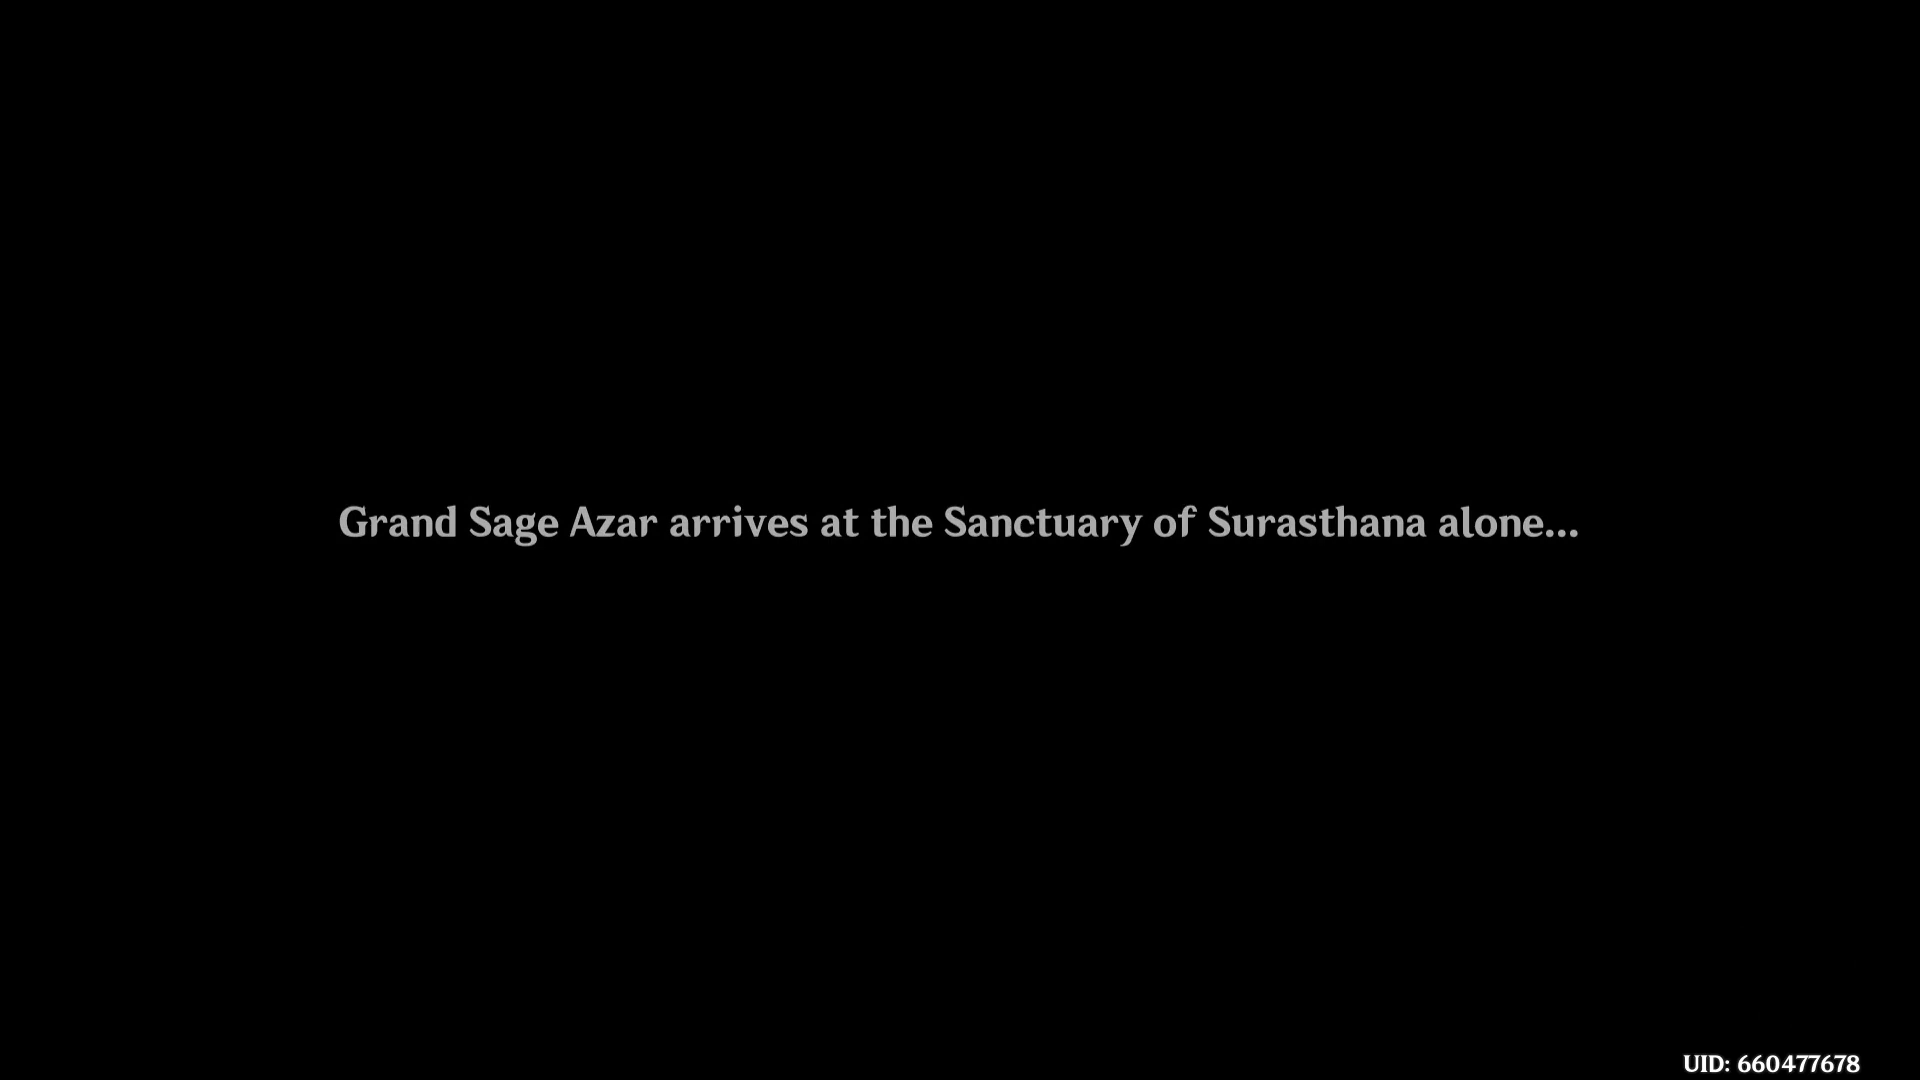 Grand Sage Azar arrives at the Sanctuary of Surasthana alone...
UID: 660477678